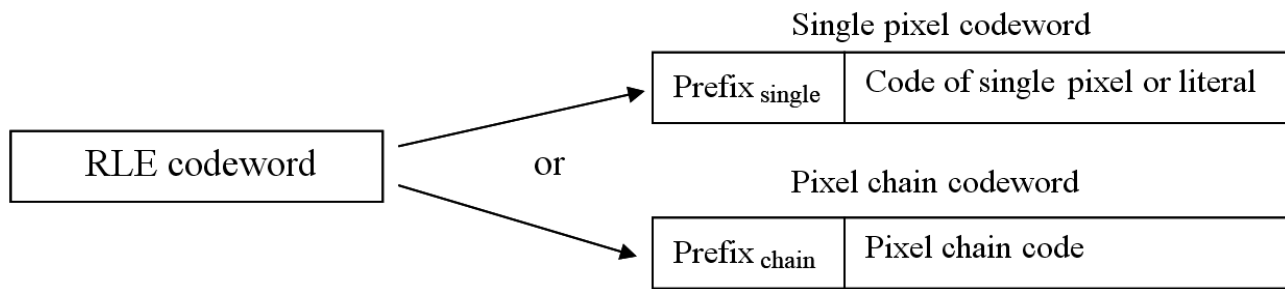 Single pixel codeword
Prefix single Code of single pixel or literal
RLE codeword
or
Pixel chain codeword
Prefix chain Pixel chain code